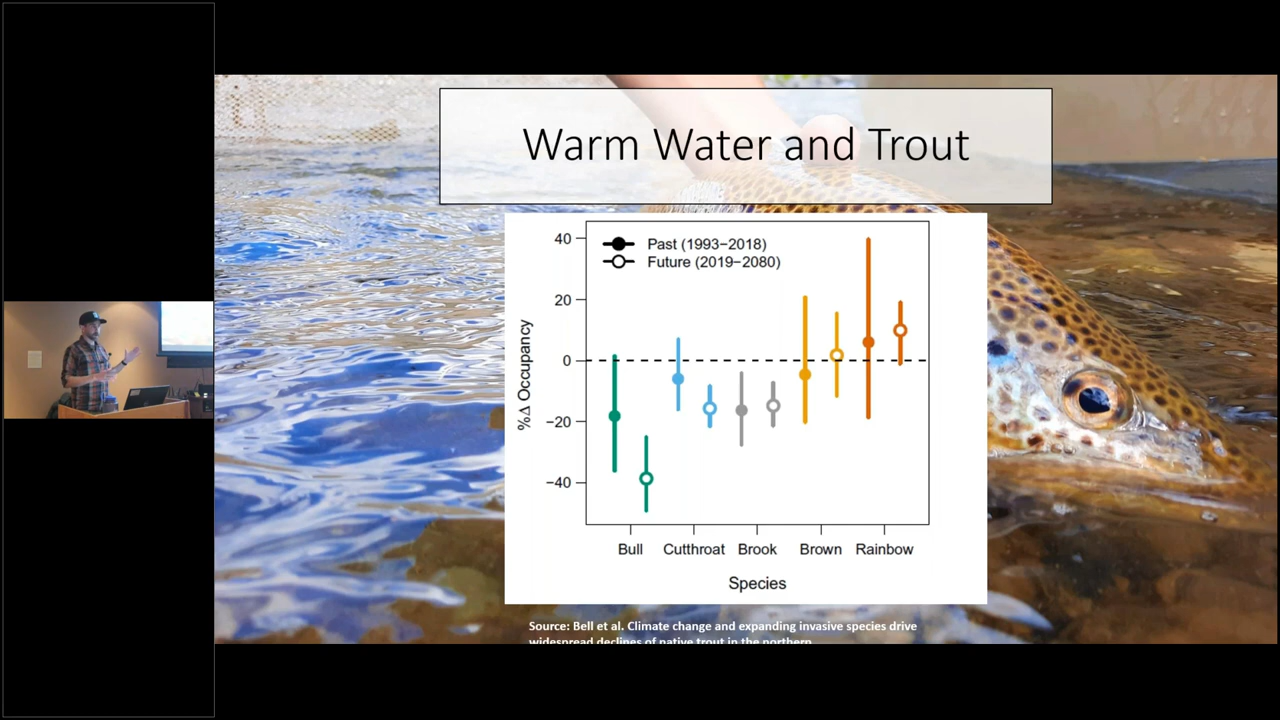 Warm Water and Trout
40
20
0
−20
−40
%Δ Occupancy
Past (1993−2018)
Future (2019−2080)
Bull Cutthroat Brook Brown Rainbow
Species
Source: Bell et al. Climate change and expanding invasive species drive
widespread declines of native trout in the northern